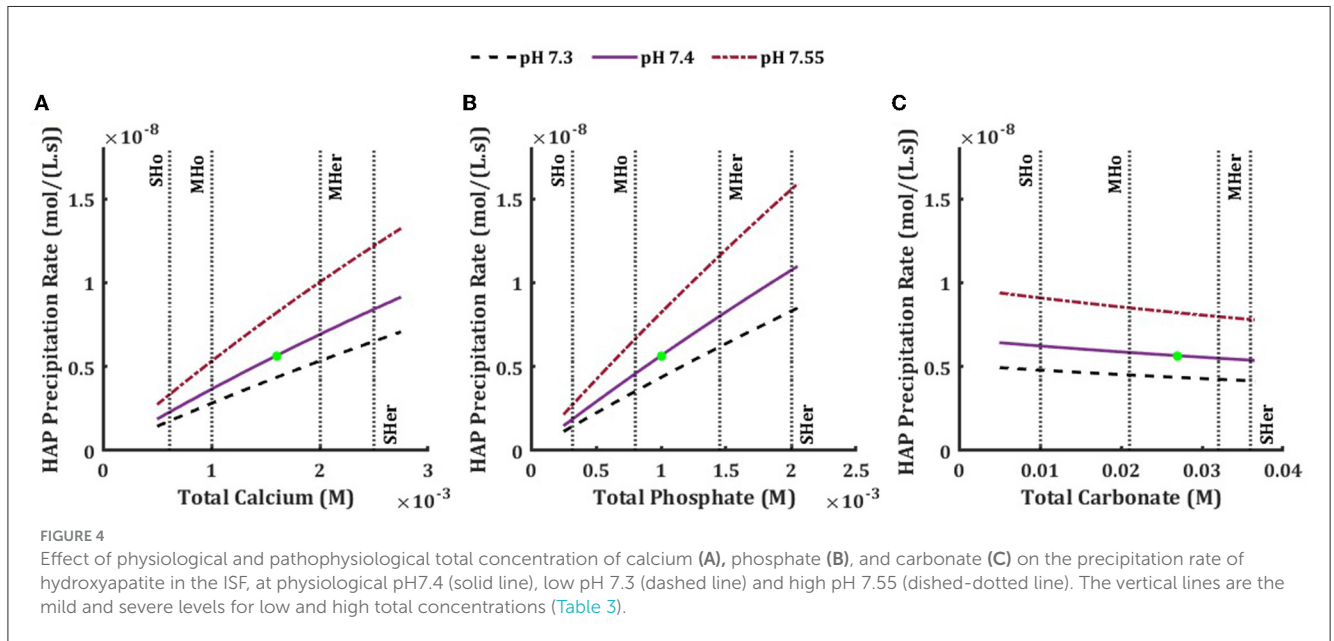 pH 7.3 pH 7.4 pH 7.55
A
×10⁻⁸
HAP Precipitation Rate (mol/(L.s))
1.5
1
0.5
0
SHo
MHo
MHer
SHer
0 1 2 3
Total Calcium (M)
×10⁻³
B
×10⁻⁸
HAP Precipitation Rate (mol/(L.s))
1.5
1
0.5
0
SHo
MHo
MHer
SHer
0 0.5 1 1.5 2 2.5
Total Phosphate (M)
×10⁻³
C
×10⁻⁸
HAP Precipitation Rate (mol/(L.s))
1.5
1
0.5
0
SHo
MHo
MHer
SHer
0 0.01 0.02 0.03 0.04
Total Carbonate (M)
FIGURE 4
Effect of physiological and pathophysiological total concentration of calcium (A), phosphate (B), and carbonate (C) on the precipitation rate of
hydroxyapatite in the ISF, at physiological pH7.4 (solid line), low pH 7.3 (dashed line) and high pH 7.55 (dished-dotted line). The vertical lines are the
mild and severe levels for low and high total concentrations (Table 3).